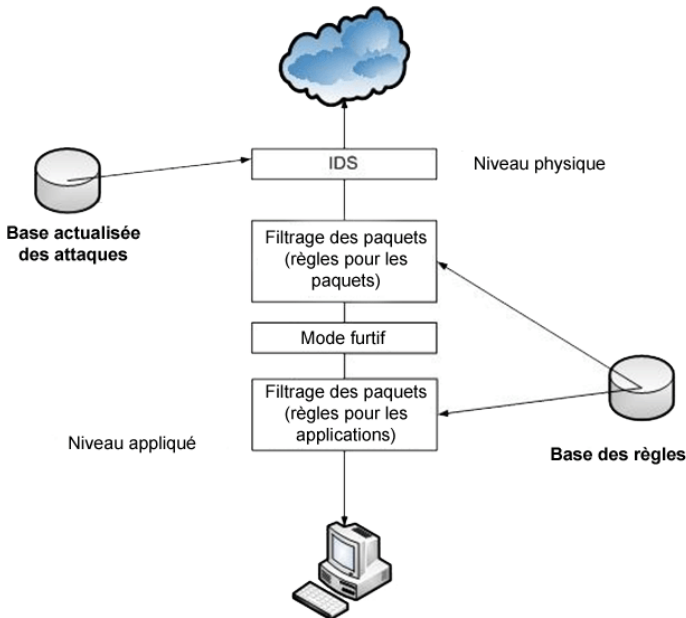 IDS
Niveau physique
Base actualisée
des attaques
Filtrage des paquets
(règles pour les
paquets)
Mode furtif
Filtrage des paquets
(règles pour les
applications)
Niveau appliqué
Base des règles